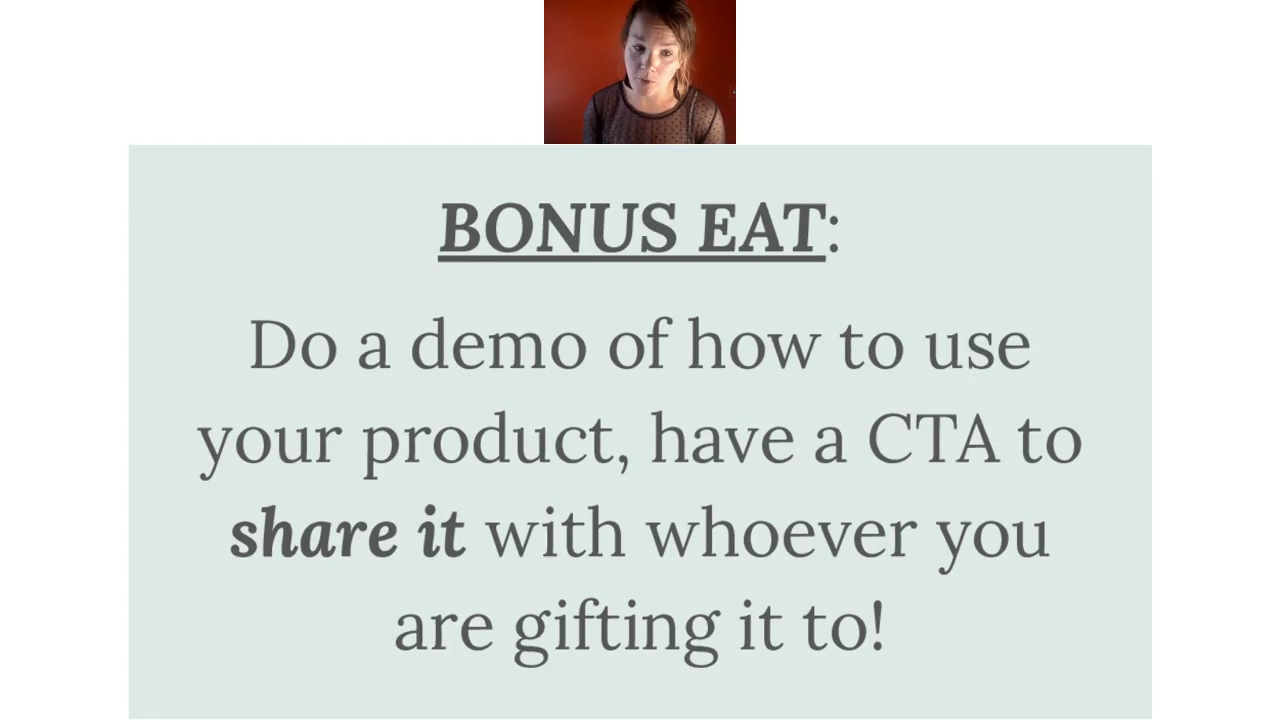 BONUS EAT:
Do a demo of how to use
your product, have a CTA to
share it with whoever you
are gifting it to!